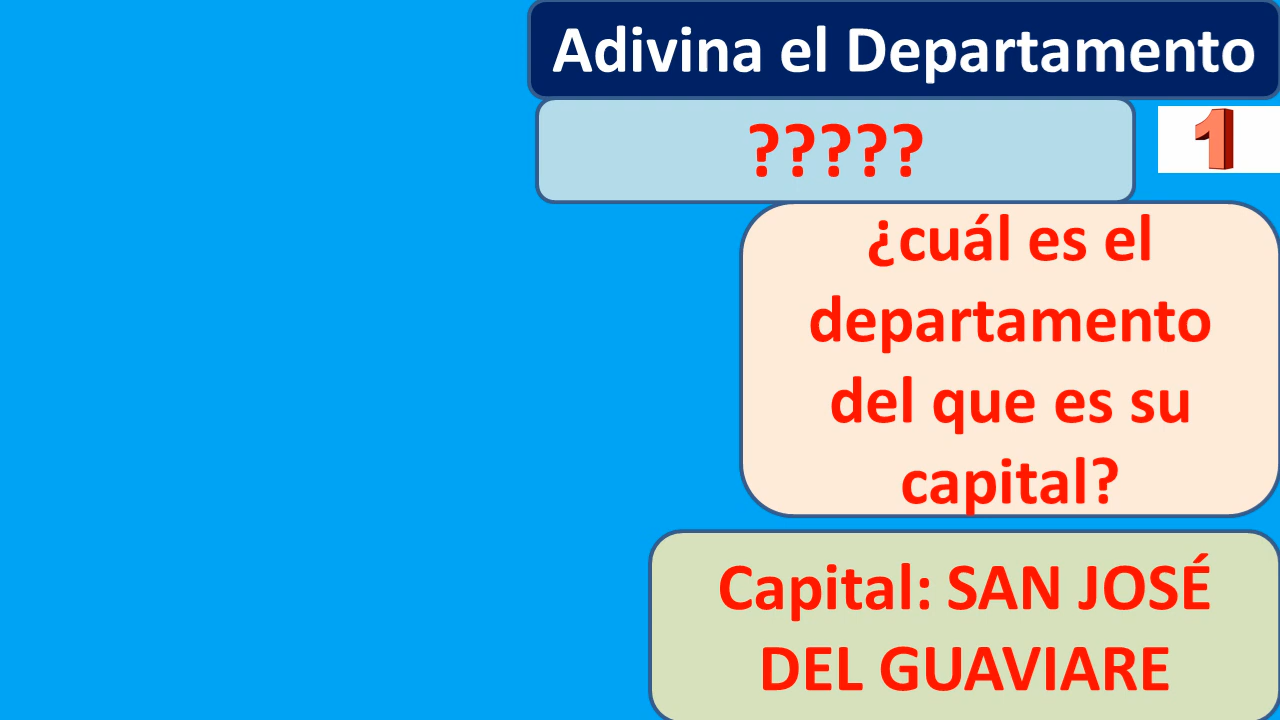 Adivina el Departamento
?????
1
¿cuál es el
departamento
del que es su
capital?
Capital: SAN JOSÉ
DEL GUAVIARE